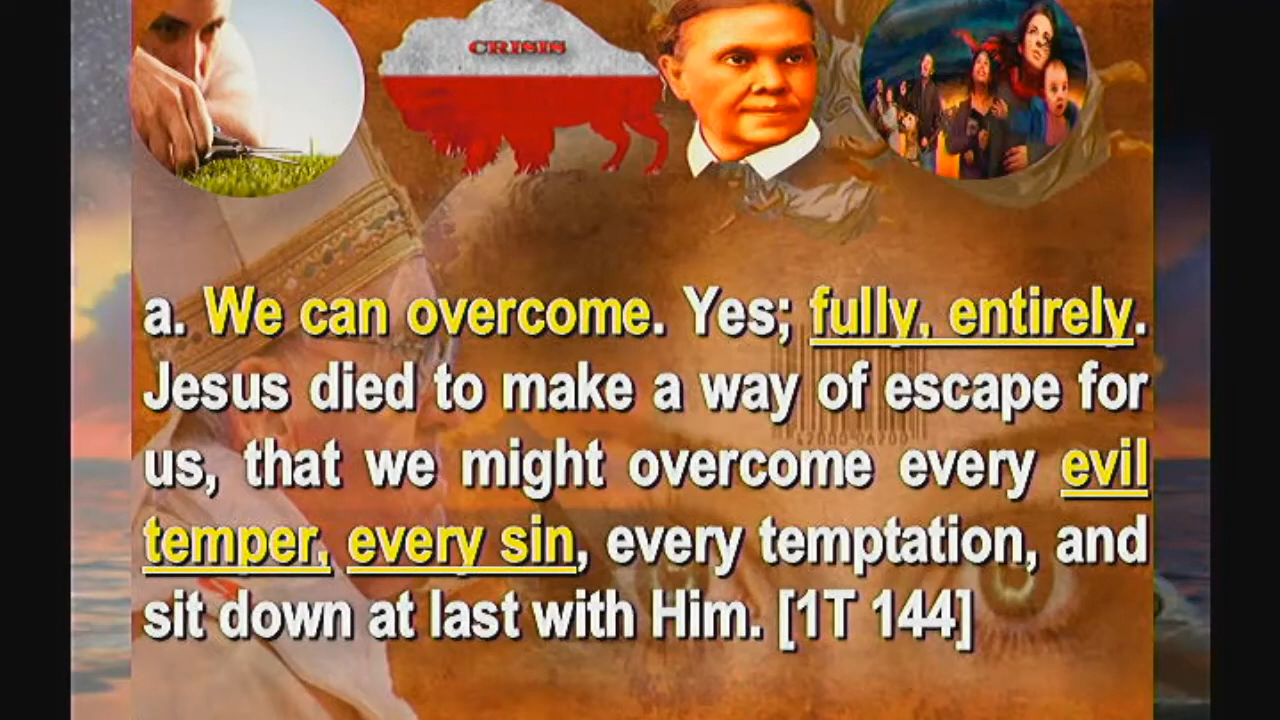 CRISIS
a. We can overcome. Yes; fully, entirely.
Jesus died to make a way of escape for
us, that we might overcome every evil
temper, every sin, every temptation, and
sit down at last with Him. [1T 144]